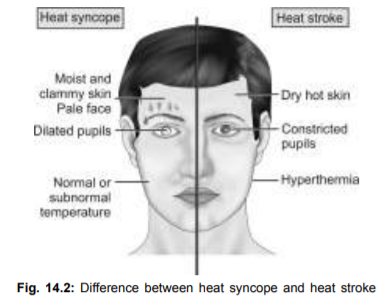 Heat syncope
Heat stroke
Moist and
clammy skin
Pale face
Dilated pupils
Normal or
subnormal
temperature
Dry hot skin
Constricted
pupils
Hyperthermia
Fig. 14.2: Difference between heat syncope and heat stroke